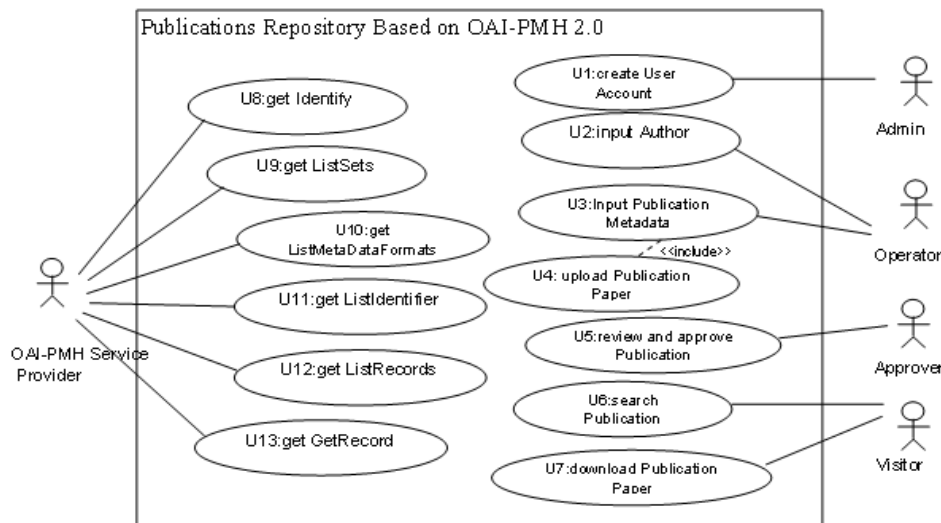 Publications Repository Based on OAI-PMH 2.0
U8:get Identify
U9:get ListSets
U10:get
ListMetaDataFormats
U11:get ListIdentifier
U12:get ListRecords
U13:get GetRecord
OAI-PMH Service
Provider
U1:create User
Account
U2:input Author
U3:Input Publication
Metadata
<<include>>
U4: upload Publication
Paper
U5:review and approve
Publication
U6:search
Publication
U7:download Publication
Paper
Admin
Operator
Approver
Visitor